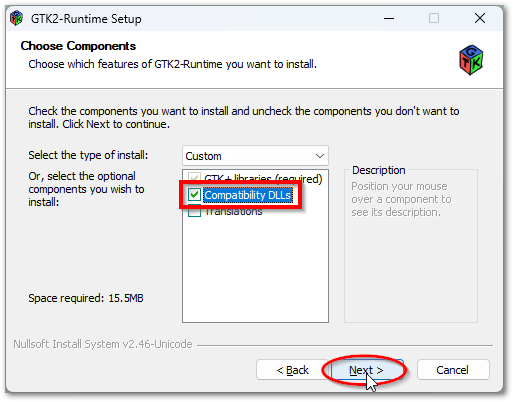 GTK2-Runtime Setup
Choose Components
Choose which features of GTK2-Runtime you want to install.
Check the components you want to install and uncheck the components you don't want to
install. Click Next to continue.
Select the type of install:
Custom
Or, select the optional
components you wish to
install:
GTK+ libraries (required)
Compatibility DLLs
Translations
Description
Position your mouse
over a component to
see its description.
Space required: 15.5MB
Nullsoft Install System v2.46-Unicode
< Back
Next >
Cancel